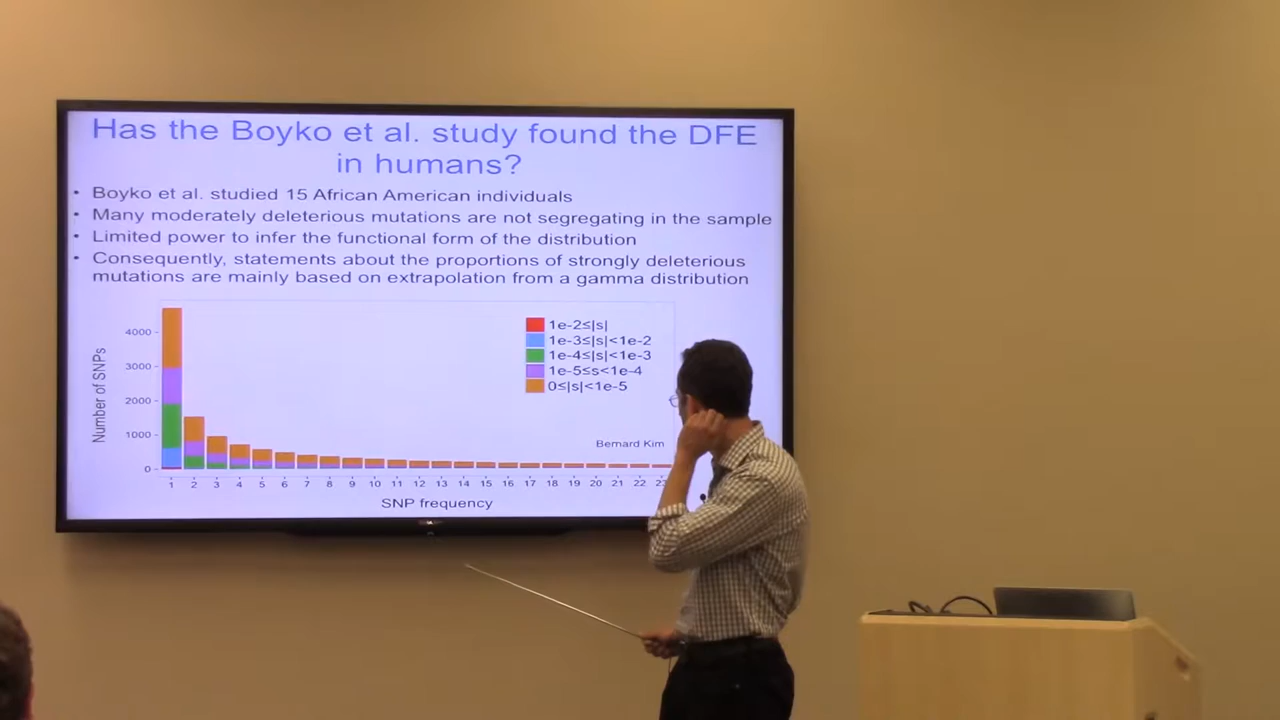 Has the Boyko et al. study found the DFE
in humans?
• Boyko et al. studied 15 African American individuals
• Many moderately deleterious mutations are not segregating in the sample
• Limited power to infer the functional form of the distribution
• Consequently, statements about the proportions of strongly deleterious
mutations are mainly based on extrapolation from a gamma distribution
Number of SNPs
4000
3000
2000
1000
0
1e-2≤|s|
1e-3≤|s|<1e-2
1e-4≤|s|<1e-3
1e-5≤s<1e-4
0≤|s|<1e-5
Bernard Kim
1 2 3 4 5 6 7 8 9 10 11 12 13 14 15 16 17 18 19 20 21 22 23
SNP frequency